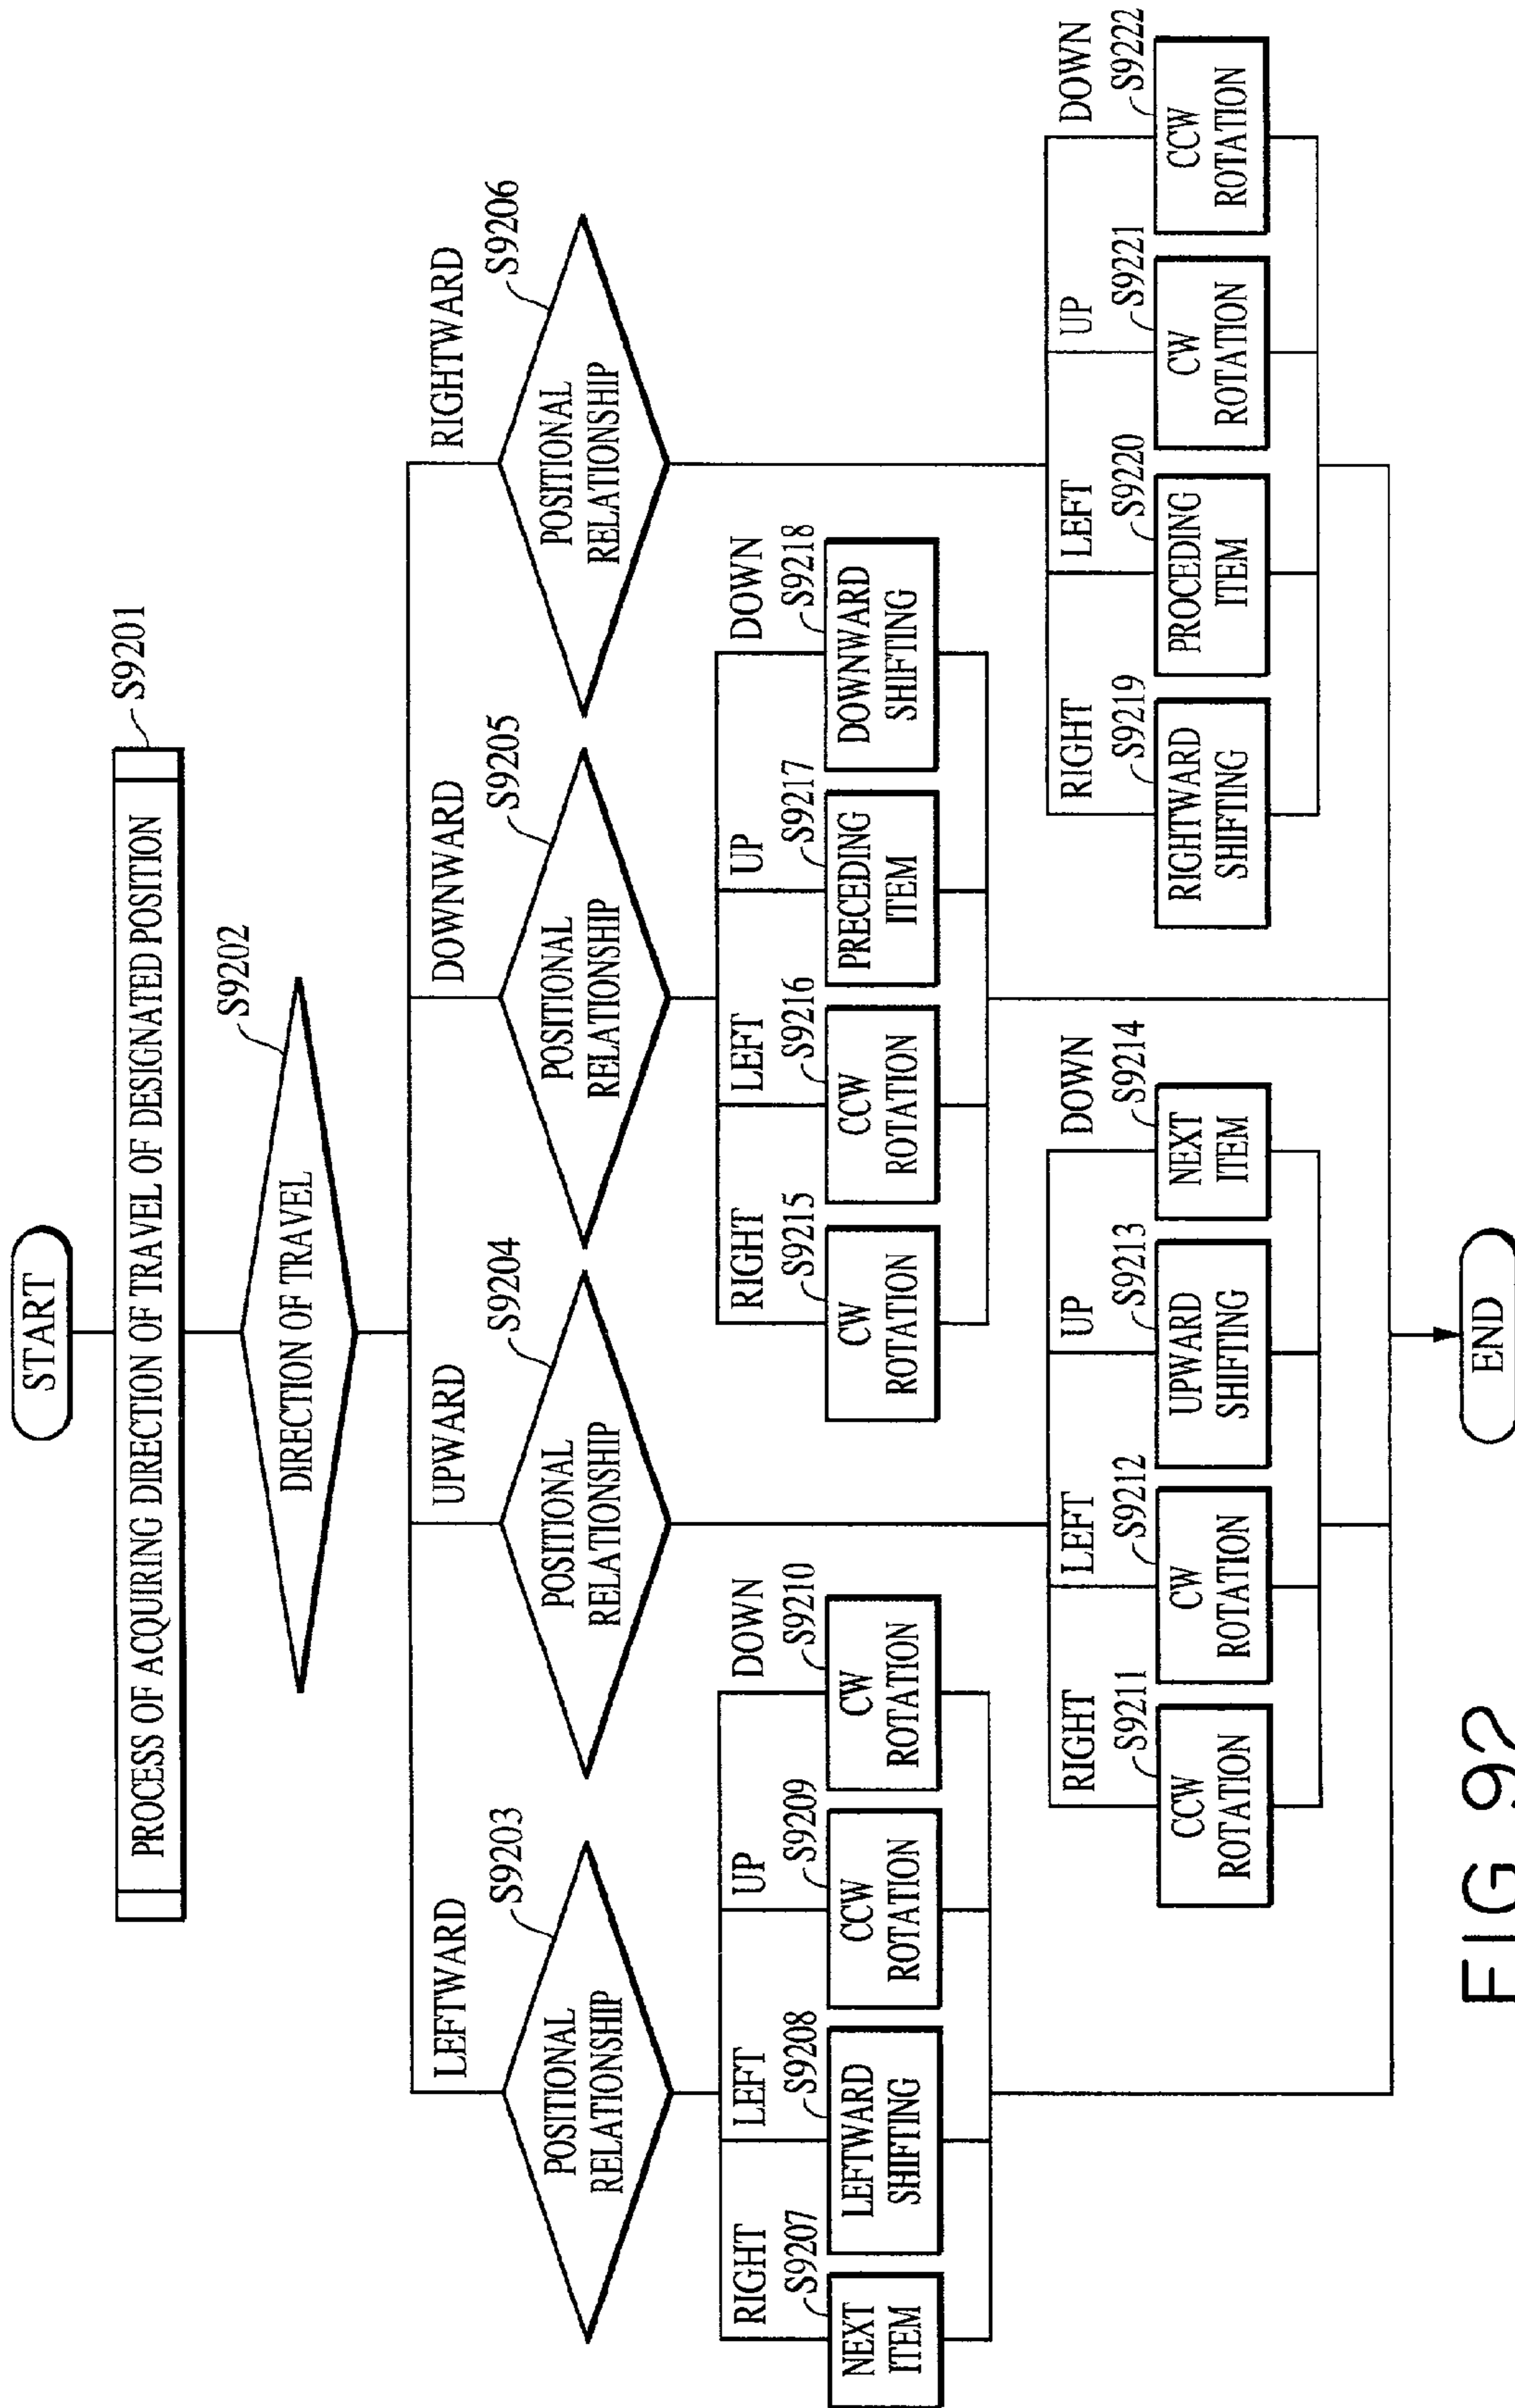 START
PROCESS OF ACQUIRING DIRECTION OF TRAVEL OF DESIGNATED POSITION
S9201
DIRECTION OF TRAVEL
S9202
LEFTWARD
UPWARD
DOWNWARD
RIGHTWARD
POSITIONAL
RELATIONSHIP
S9203
POSITIONAL
RELATIONSHIP
S9204
POSITIONAL
RELATIONSHIP
S9205
POSITIONAL
RELATIONSHIP
S9206
RIGHT
S9207
NEXT
ITEM
LEFT
S9208
LEFTWARD
SHIFTING
UP
S9209
CCW
ROTATION
DOWN
S9210
CW
ROTATION
RIGHT
S9215
CW
ROTATION
LEFT
S9216
CCW
ROTATION
UP
S9217
PRECEDING
ITEM
DOWN
S9218
DOWNWARD
SHIFTING
RIGHT
S9211
CCW
ROTATION
LEFT
S9212
CW
ROTATION
UP
S9213
UPWARD
SHIFTING
DOWN
S9214
NEXT
ITEM
RIGHT
S9219
RIGHTWARD
SHIFTING
LEFT
S9220
PROCEDING
ITEM
UP
S9221
CW
ROTATION
DOWN
S9222
CCW
ROTATION
END
FIG.92